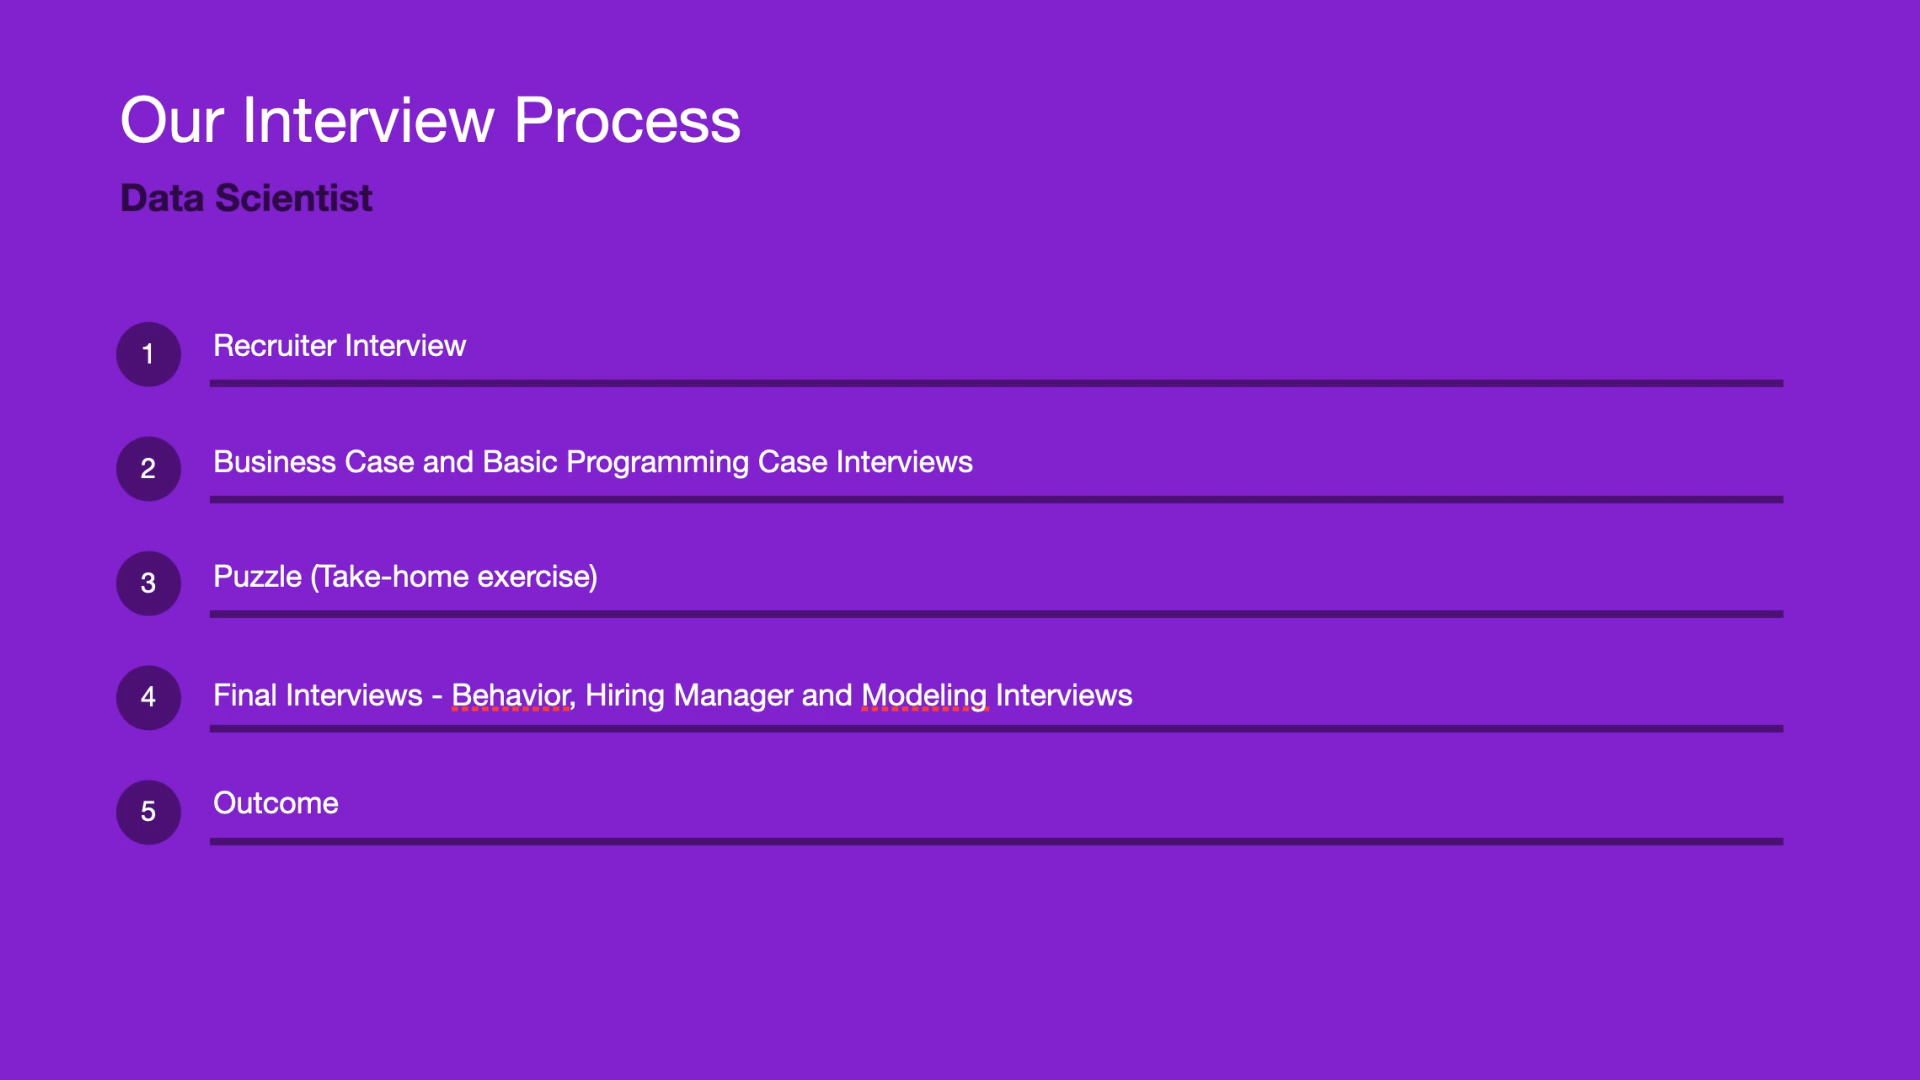 Our Interview Process
Data Scientist
1 Recruiter Interview
2 Business Case and Basic Programming Case Interviews
3 Puzzle (Take-home exercise)
4 Final Interviews - Behavior, Hiring Manager and Modeling Interviews
5 Outcome